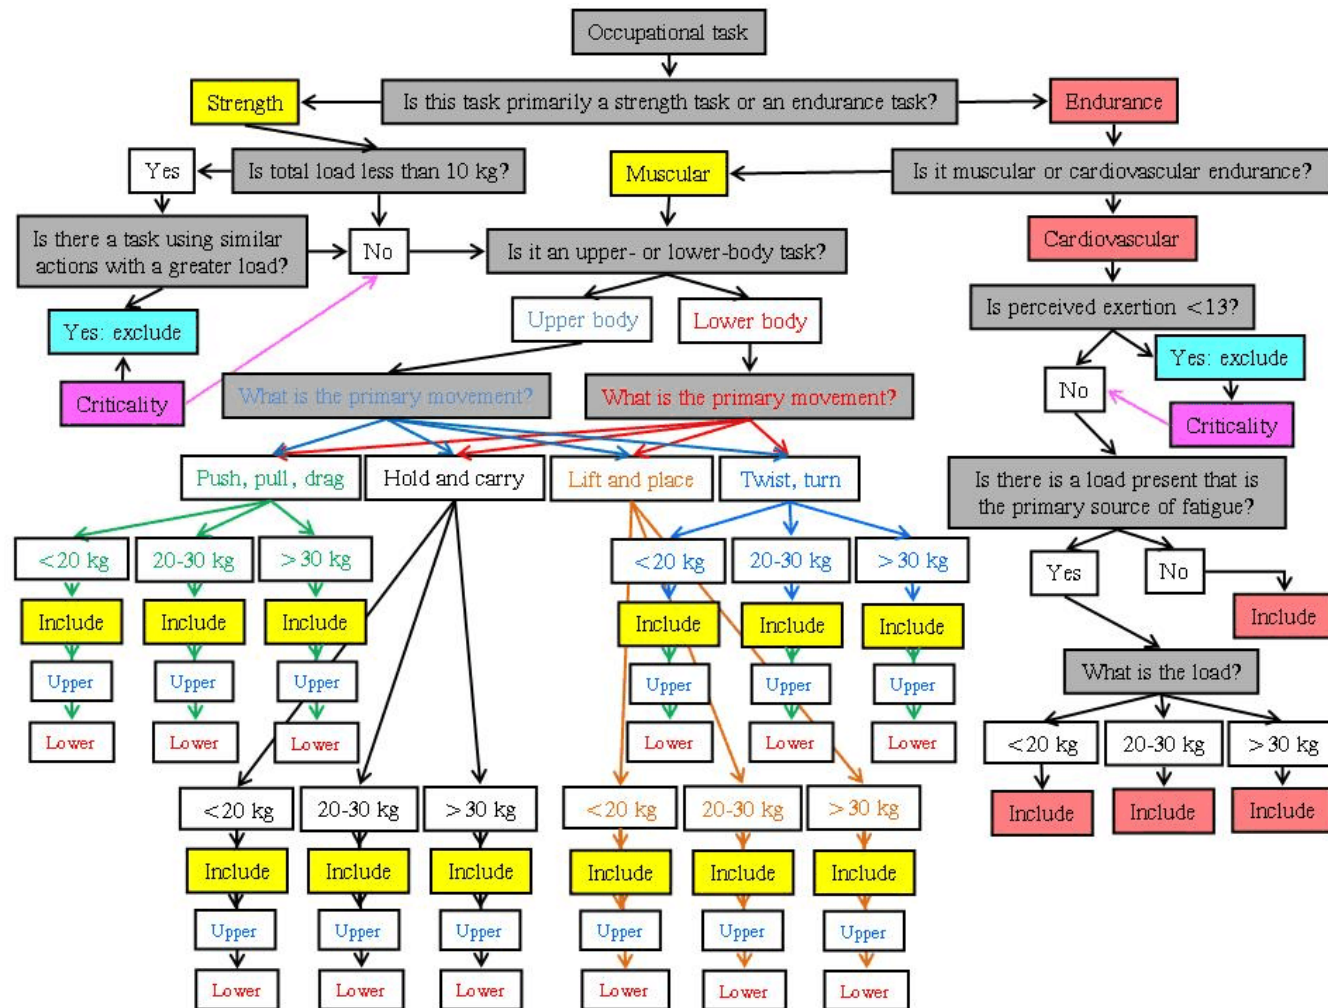 Occupational task
Strength
Is this task primarily a strength task or an endurance task?
Endurance
Yes
Is total load less than 10 kg?
Muscular
Is it muscular or cardiovascular endurance?
Is there a task using similar
actions with a greater load?
No
Is it an upper- or lower-body task?
Cardiovascular
Is perceived exertion <13?
Yes: exclude
Upper body
Lower body
Yes: exclude
No
Criticality
What is the primary movement?
What is the primary movement?
Criticality
Push, pull, drag
Hold and carry
Lift and place
Twist, turn
Is there is a load present that is
the primary source of fatigue?
<20 kg
20-30 kg
>30 kg
<20 kg
20-30 kg
>30 kg
Yes
No
Include
Include
Include
Include
Include
Include
Include
Upper
Upper
Upper
Upper
Upper
Upper
What is the load?
Lower
Lower
Lower
Lower
Lower
Lower
<20 kg
20-30 kg
>30 kg
<20 kg
20-30 kg
>30 kg
<20 kg
20-30 kg
>30 kg
Include
Include
Include
Include
Include
Include
Include
Include
Include
Upper
Upper
Upper
Upper
Upper
Upper
Lower
Lower
Lower
Lower
Lower
Lower